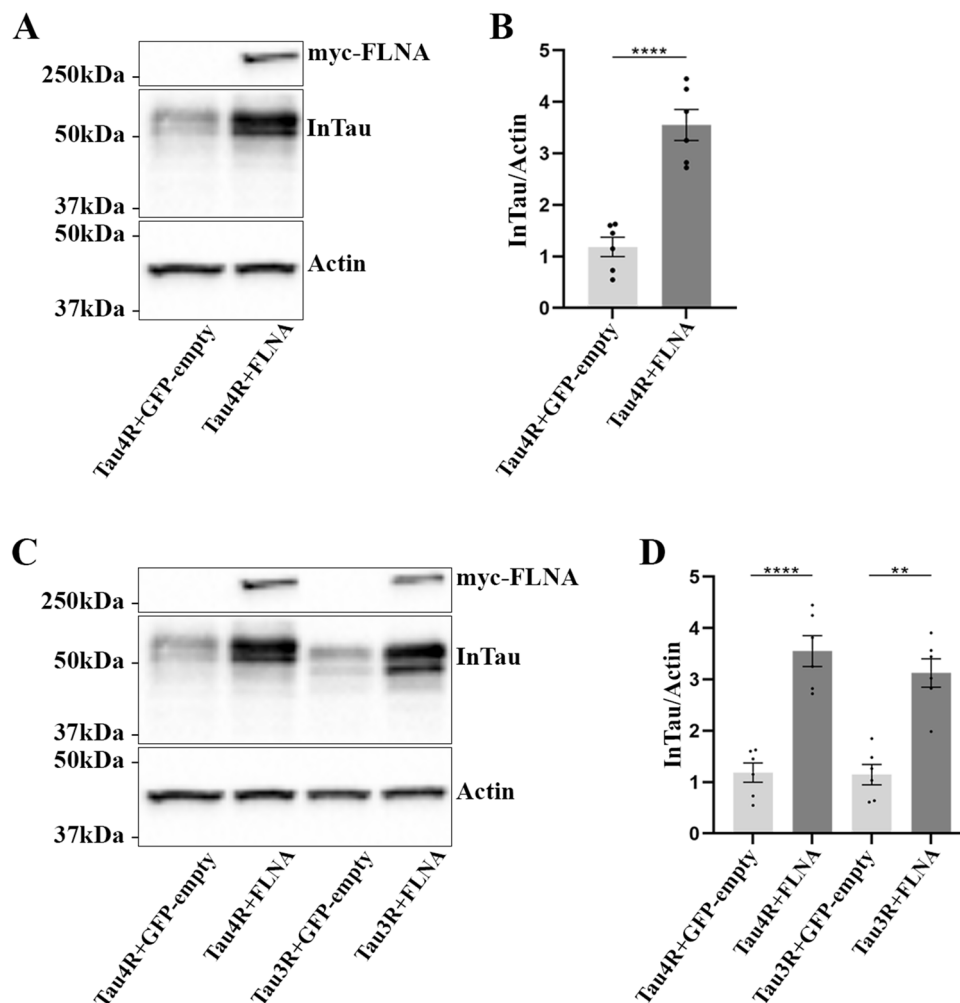 A
250kDa
myc-FLNA
50kDa
InTau
37kDa
50kDa
Actin
37kDa
Tau4R+GFP-empty
Tau4R+FLNA
B
InTau/Actin
5
4
3
2
1
0
****
Tau4R+GFP-empty
Tau4R+FLNA
C
250kDa
myc-FLNA
50kDa
InTau
37kDa
50kDa
Actin
37kDa
Tau4R+GFP-empty
Tau4R+FLNA
Tau3R+GFP-empty
Tau3R+FLNA
D
InTau/Actin
5
4
3
2
1
0
****
**
Tau4R+GFP-empty
Tau4R+FLNA
Tau3R+GFP-empty
Tau3R+FLNA